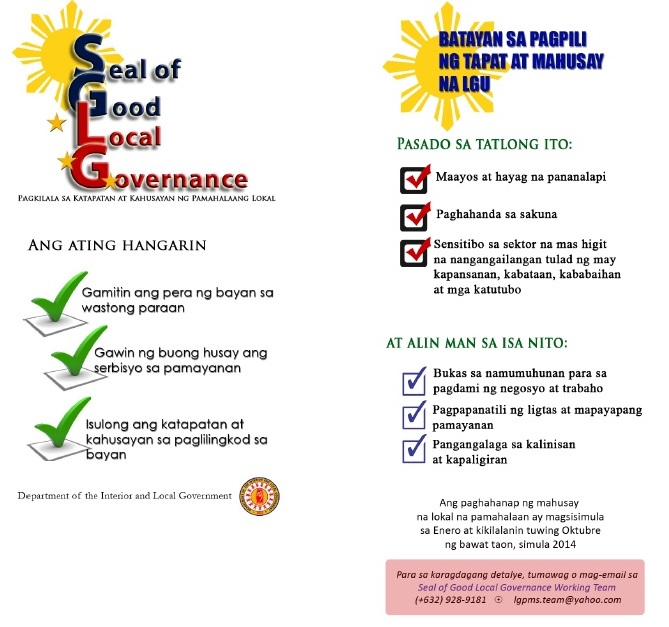 Seal of
Good
Local
Governance
Pagkilala sa Katapatan at Kahusayan ng Pamahalaang Lokal
Ang ating hangarin
Gamitin ang pera ng bayan sa
wastong paraan
Gawin ng buong husay ang
serbisyo sa pamayanan
Isulong ang katapatan at
kahusayan sa paglilingkod sa
bayan
Department of the Interior and Local Government
BATAYAN SA PAGPILI
NG TAPAT AT MAHUSAY
NA LGU
Pasado sa tatlong ito:
Maayos at hayag na pananalapi
Paghahanda sa sakuna
Sensitibo sa sektor na mas higit
na nangangailangan tulad ng may
kapansanan, kabataan, kababaihan
at mga katutubo
at alin man sa isa nito:
Bukas sa namumuhunan para sa
pagdami ng negosyo at trabaho
Pagpapanatili ng ligtas at mapayapang
pamayanan
Pangangalaga sa kalinisan
at kapaligiran
Ang paghahanap ng mahusay
na lokal na pamahalaan ay magsisimula
sa Enero at kikilalanin tuwing Oktubre
ng bawat taon, simula 2014
Para sa karagdagang detalye, tumawag o mag-email sa
Seal of Good Local Governance Working Team
(+632) 928-9181 ☉ lgpms.team@yahoo.com